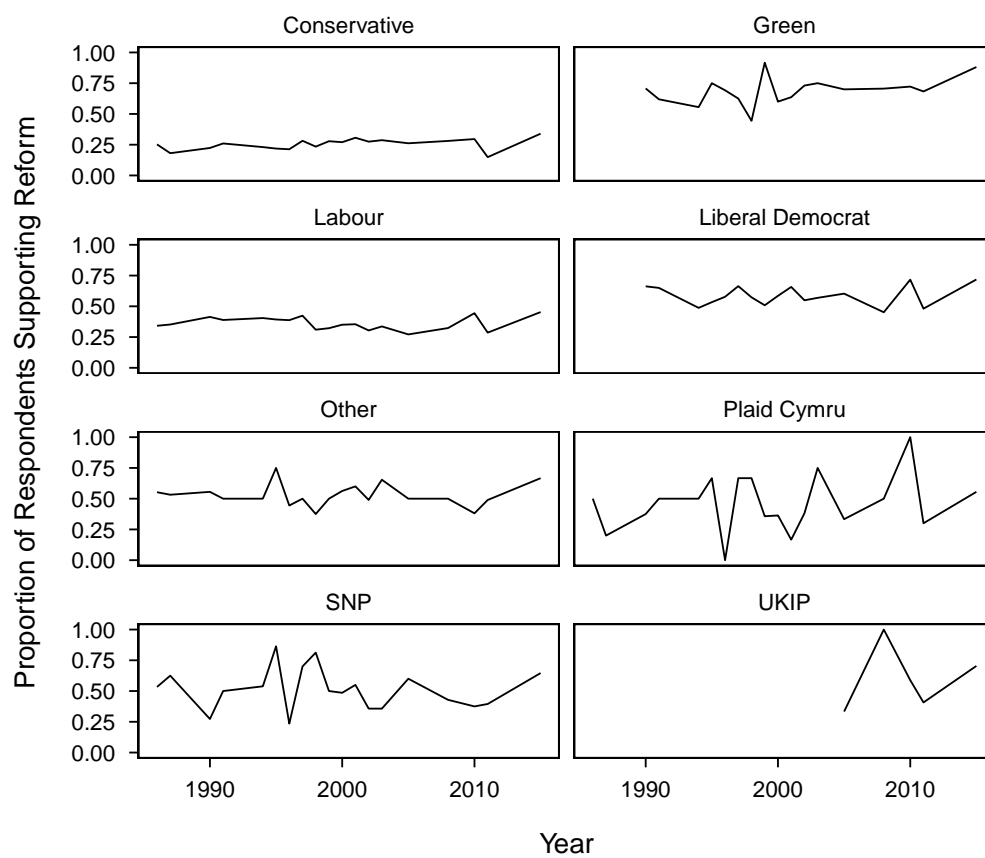 Conservative
Green
1.00
0.75
0.50
0.25
0.00
Labour
Liberal Democrat
1.00
0.75
0.50
0.25
0.00
Other
Plaid Cymru
1.00
0.75
0.50
0.25
0.00
SNP
UKIP
1.00
0.75
0.50
0.25
0.00
1990 2000 2010 1990 2000 2010
Year
Proportion of Respondents Supporting Reform